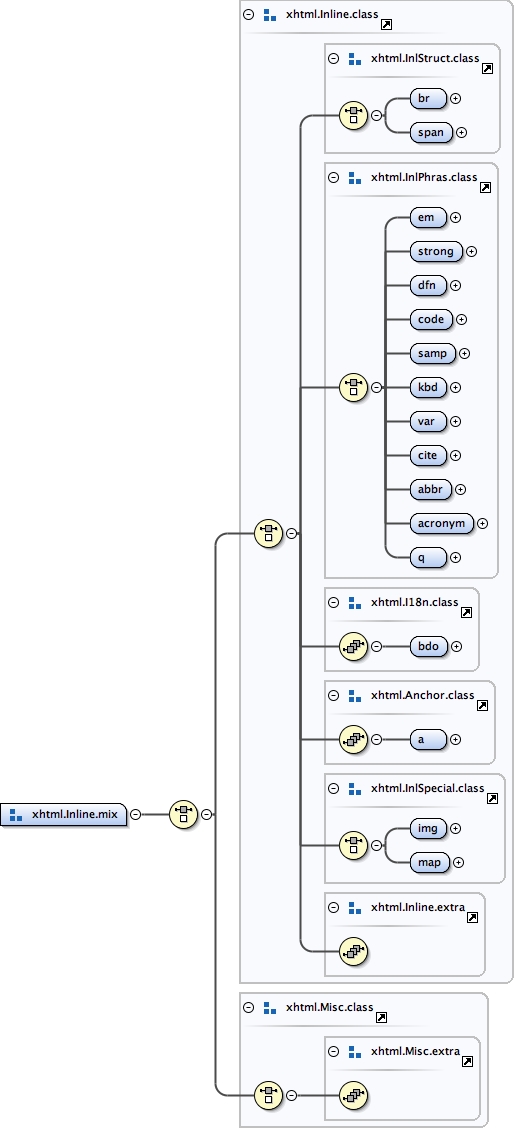 xhtml.Inline.class
xhtml.InlStruct.class
br
span
xhtml.InlPhras.class
em
strong
dfn
code
samp
kbd
var
cite
abbr
acronym
q
xhtml.I18n.class
bdo
xhtml.Anchor.class
a
xhtml.Inline.mix
xhtml.InlSpecial.class
img
map
xhtml.Inline.extra
xhtml.Misc.class
xhtml.Misc.extra